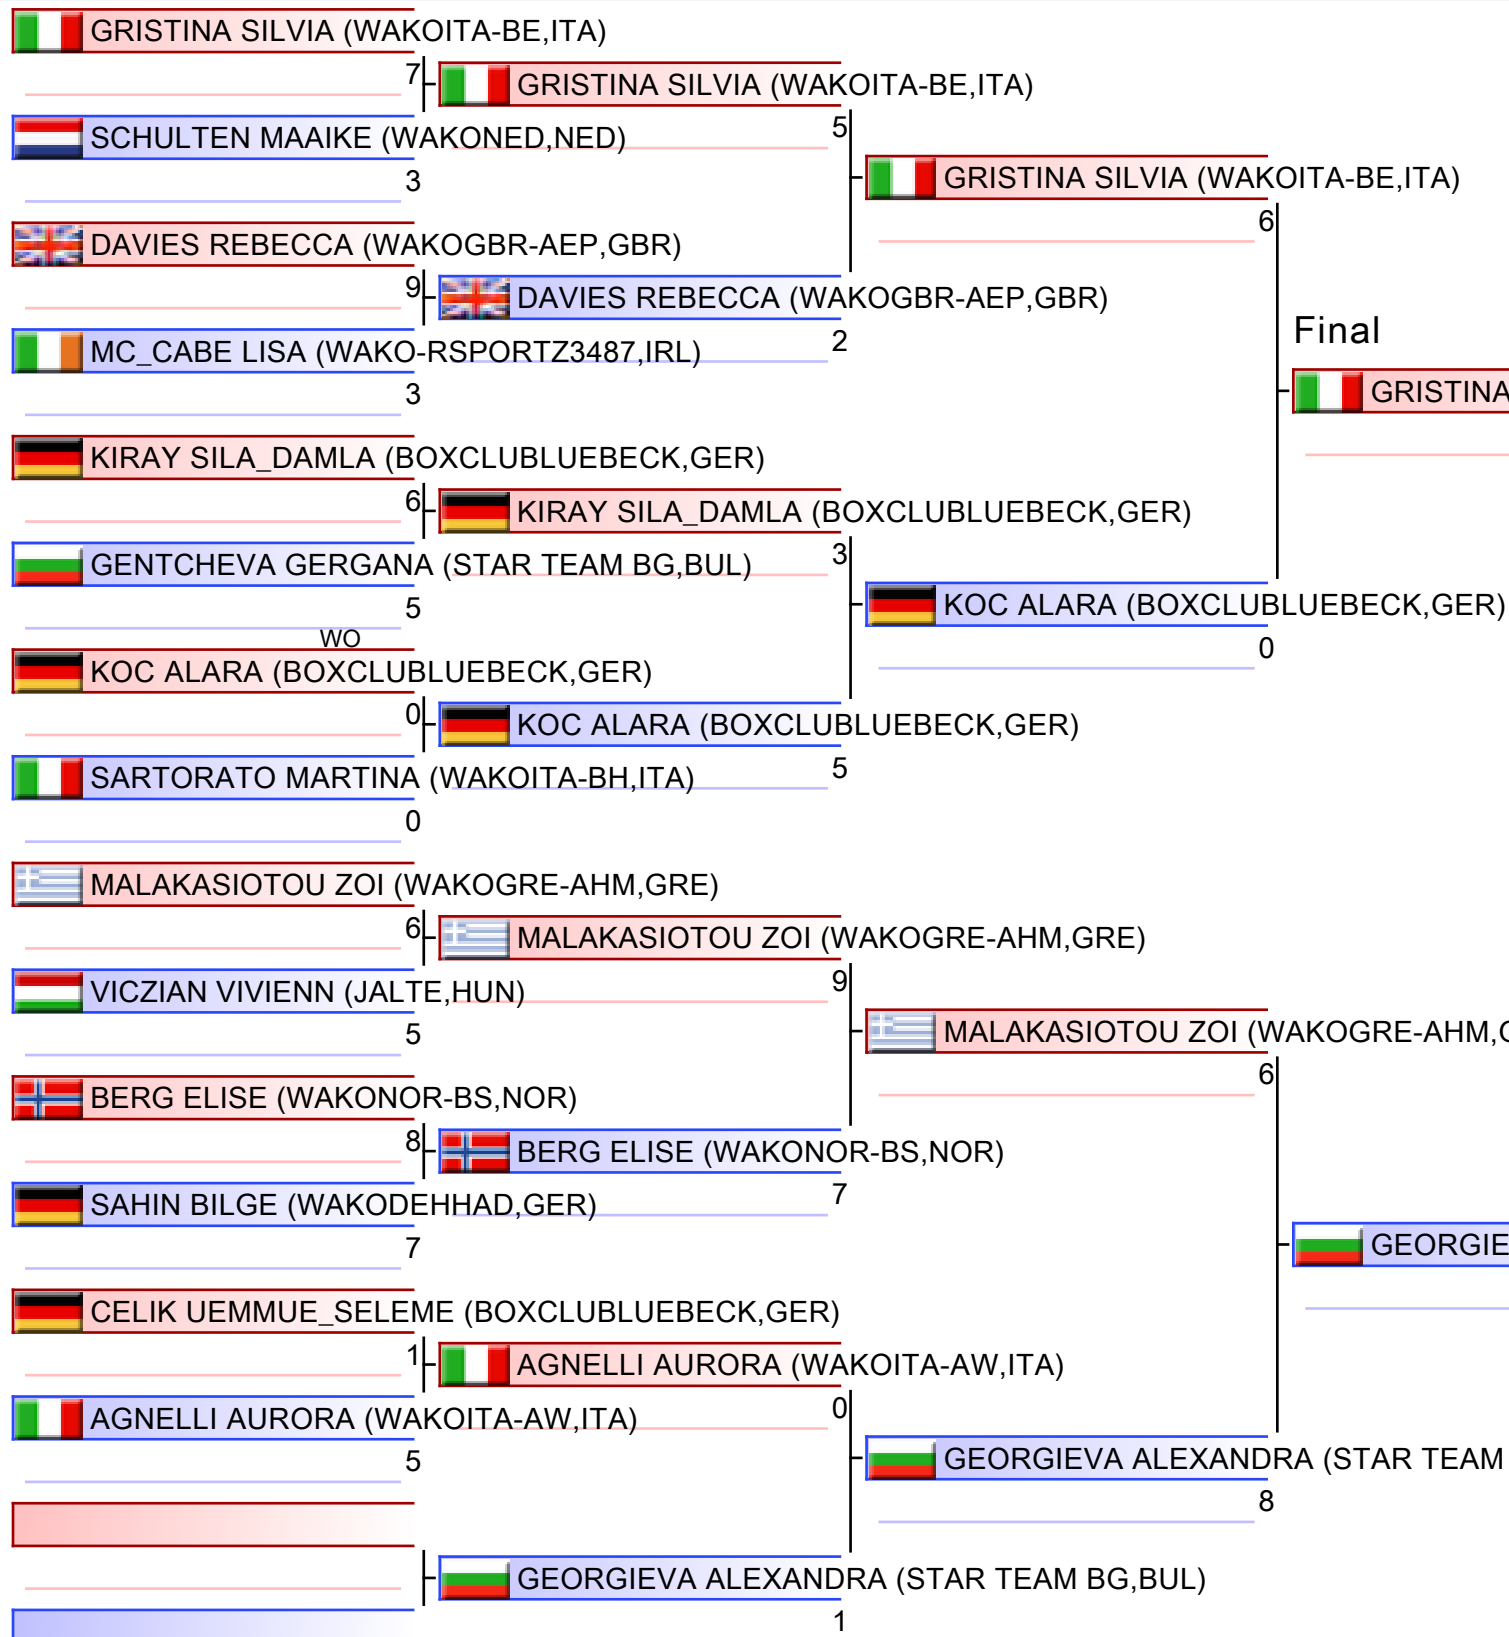 GRISTINA SILVIA (WAKOITA-BE,ITA)
7
GRISTINA SILVIA (WAKOITA-BE,ITA)
SCHULTEN MAAIKE (WAKONED,NED)
5
3
GRISTINA SILVIA (WAKOITA-BE,ITA)
6
DAVIES REBECCA (WAKOGBR-AEP,GBR)
9
DAVIES REBECCA (WAKOGBR-AEP,GBR)
2
MC_CABE LISA (WAKO-RSPORTZ3487,IRL)
3
Final
GRISTINA
KIRAY SILA_DAMLA (BOXCLUBLUEBECK,GER)
6
KIRAY SILA_DAMLA (BOXCLUBLUEBECK,GER)
3
GENTCHEVA GERGANA (STAR TEAM BG,BUL)
5
KOC ALARA (BOXCLUBLUEBECK,GER)
0
WO
KOC ALARA (BOXCLUBLUEBECK,GER)
0
KOC ALARA (BOXCLUBLUEBECK,GER)
5
SARTORATO MARTINA (WAKOITA-BH,ITA)
0
MALAKASIOTOU ZOI (WAKOGRE-AHM,GRE)
6
MALAKASIOTOU ZOI (WAKOGRE-AHM,GRE)
9
VICZIAN VIVIENN (JALTE,HUN)
5
MALAKASIOTOU ZOI (WAKOGRE-AHM,
6
BERG ELISE (WAKONOR-BS,NOR)
8
BERG ELISE (WAKONOR-BS,NOR)
7
SAHIN BILGE (WAKODEHHAD,GER)
7
GEORGIE
CELIK UEMMUE_SELEME (BOXCLUBLUEBECK,GER)
1
AGNELLI AURORA (WAKOITA-AW,ITA)
0
AGNELLI AURORA (WAKOITA-AW,ITA)
5
GEORGIEVA ALEXANDRA (STAR TEAM
8
GEORGIEVA ALEXANDRA (STAR TEAM BG,BUL)
1